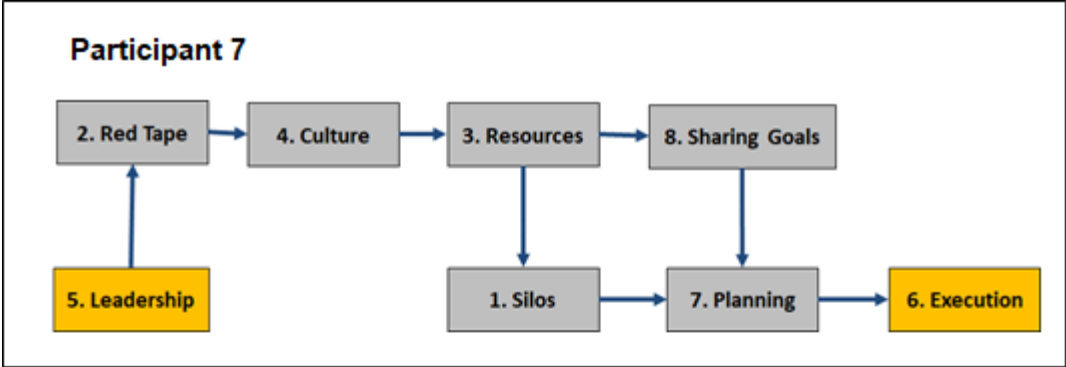 Participant 7
2. Red Tape
4. Culture
3. Resources
8. Sharing Goals
5. Leadership
1. Silos
7. Planning
6. Execution